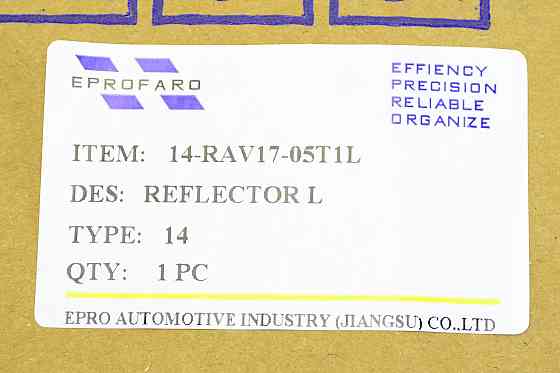 EPROFARO
EFFIENCY
PRECISION
RELIABLE
ORGANIZE
ITEM: 14-RAV17-05T1L
DES: REFLECTOR L
TYPE: 14
QTY: 1 PC
EPRO AUTOMOTIVE INDUSTRY (JIANGSU) CO.,LTD